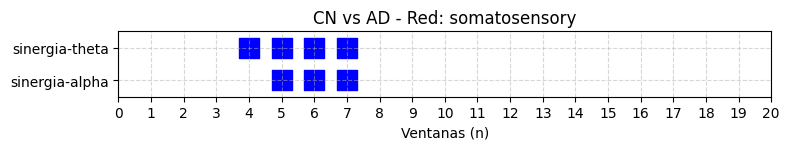 CN vs AD - Red: somatosensory
sinergia-theta
sinergia-alpha
0 1 2 3 4 5 6 7 8 9 10 11 12 13 14 15 16 17 18 19 20
Ventanas (n)